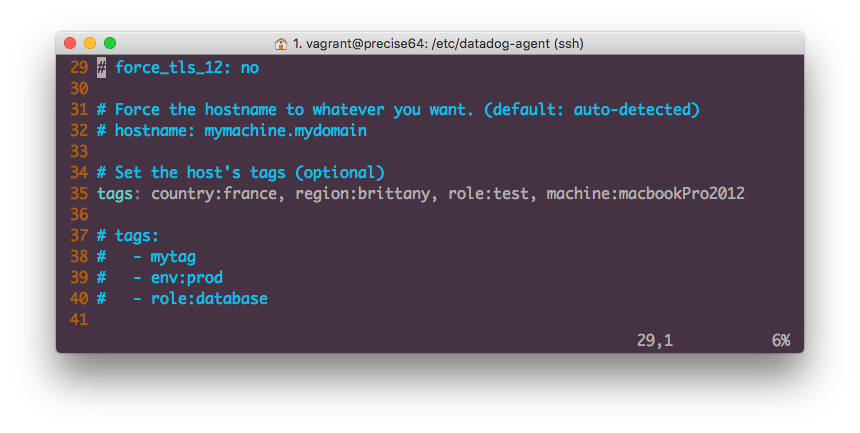 1. vagrant@precise64: /etc/datadog-agent (ssh)
29 # force_tls_12: no
30
31 # Force the hostname to whatever you want. (default: auto-detected)
32 # hostname: mymachine.mydomain
33
34 # Set the host's tags (optional)
35 tags: country:france, region:brittany, role:test, machine:macbookPro2012
36
37 # tags:
38 #   - mytag
39 #   - env:prod
40 #   - role:database
41
29,1 6%